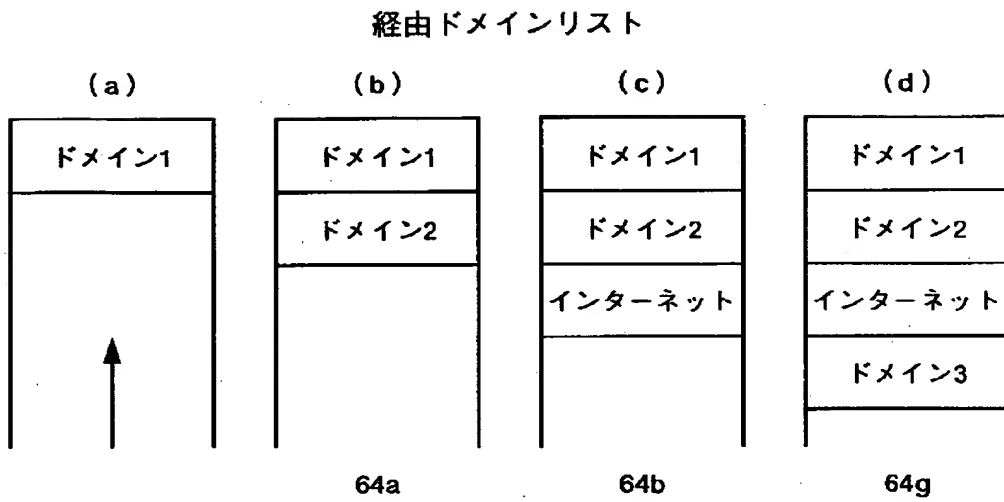 経由ドメインリスト
(a) (b) (c) (d)
ドメイン1 ドメイン1 ドメイン1 ドメイン1
ドメイン2 ドメイン2 ドメイン2
インターネット インターネット
ドメイン3
64a 64b 64g